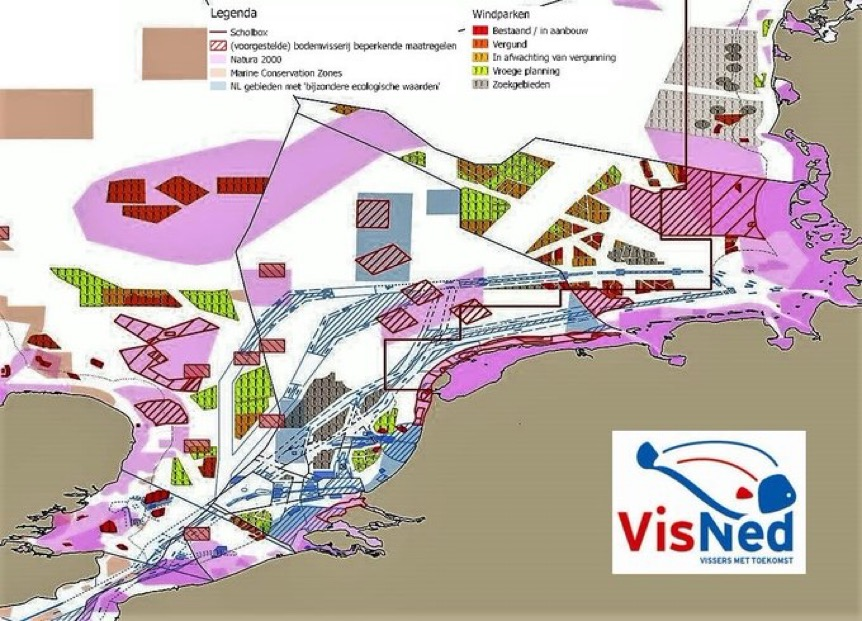 Legenda
Scholbox
(voorgestelde) bodemvisserij beperkende maatregelen
Natura 2000
Marine Conservation Zones
NL gebieden met 'bijzondere ecologische waarden'
Windparken
Bestaand / in aanbouw
Vergund
In afwachting van vergunning
Vroege planning
Zoekgebieden
VisNed
VISSERS MET TOEKOMST